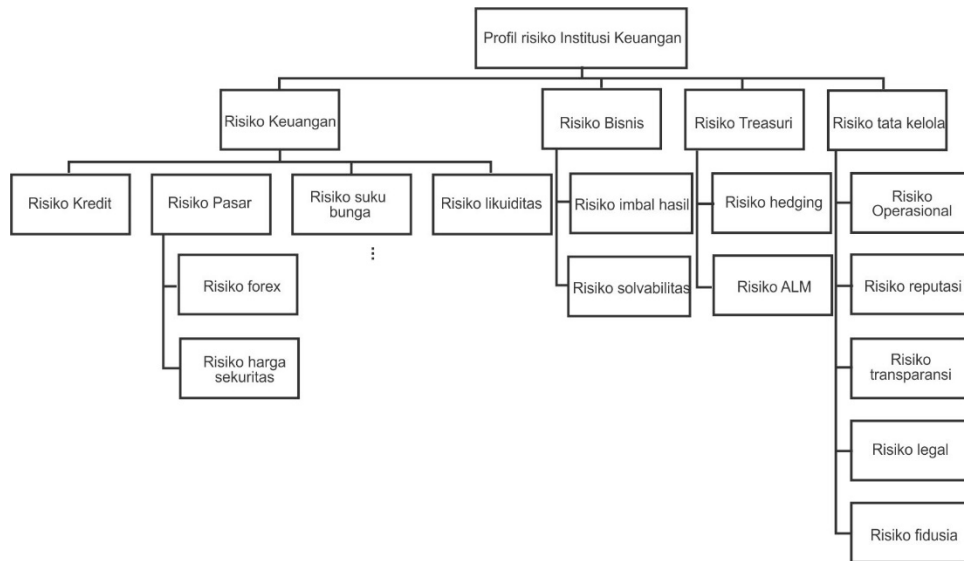 Profil risiko Institusi Keuangan
Risiko Keuangan
Risiko Bisnis
Risiko Treasuri
Risiko tata kelola
Risiko Kredit
Risiko Pasar
Risiko suku
bunga
Risiko likuiditas
Risiko imbal hasil
Risiko hedging
Risiko
Operasional
Risiko forex
Risiko solvabilitas
Risiko ALM
Risiko reputasi
Risiko harga
sekuritas
Risiko
transparansi
Risiko legal
Risiko fidusia